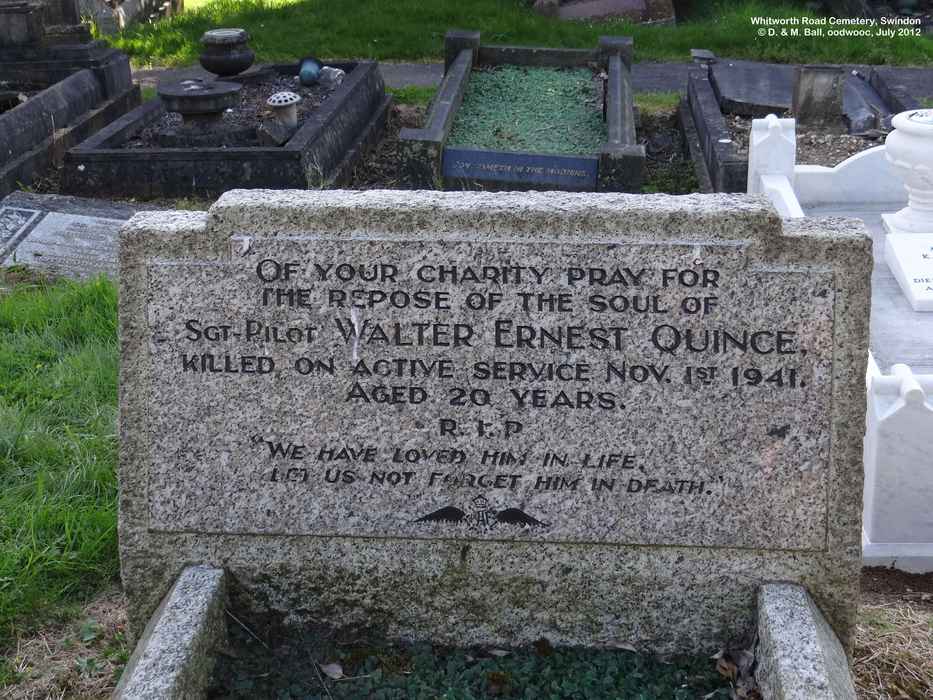 Whitworth Road Cemetery, Swindon
© D. & M. Ball, oodwooc, July 2012
OF YOUR CHARITY PRAY FOR
THE REPOSE OF THE SOUL OF
SGT-PILOT WALTER ERNEST QUINCE.
KILLED ON ACTIVE SERVICE NOV. 1ST 1941.
AGED 20 YEARS.
R.I.P
"WE HAVE LOVED HIM IN LIFE,
LET US NOT FORGET HIM IN DEATH."